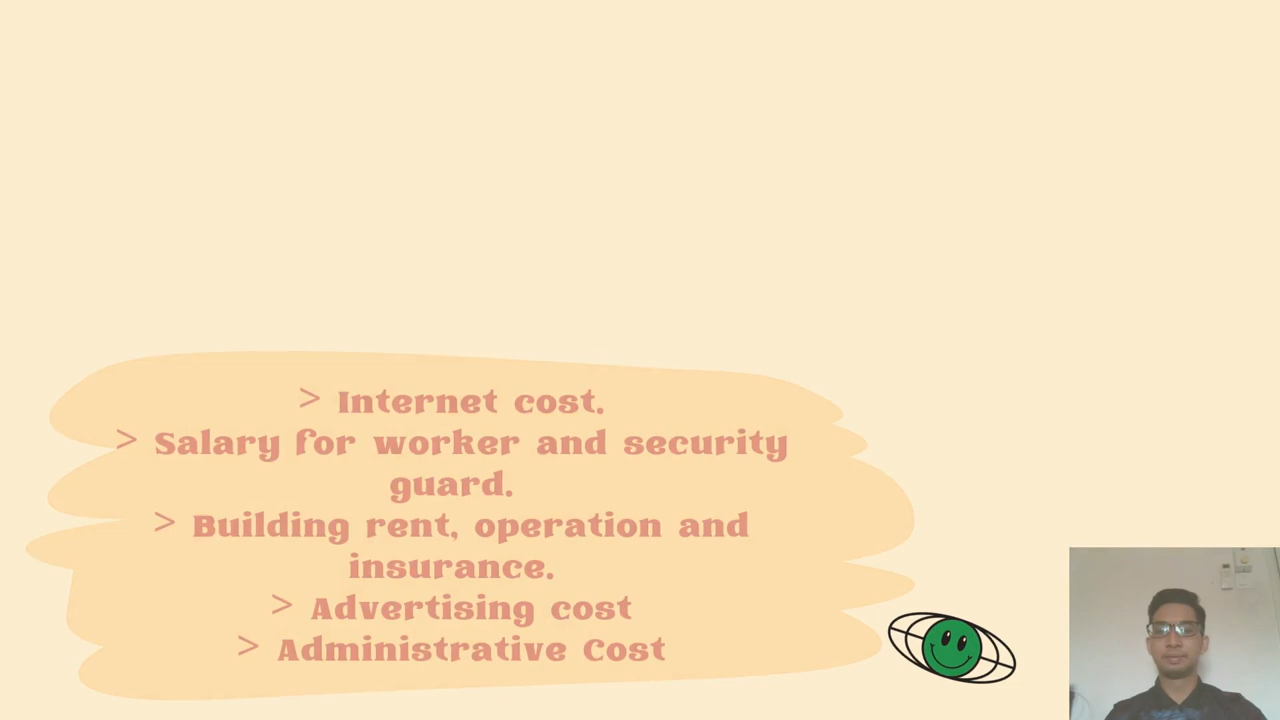 > Internet cost.
> Salary for worker and security
guard.
> Building rent, operation and
insurance.
> Advertising cost
> Administrative Cost